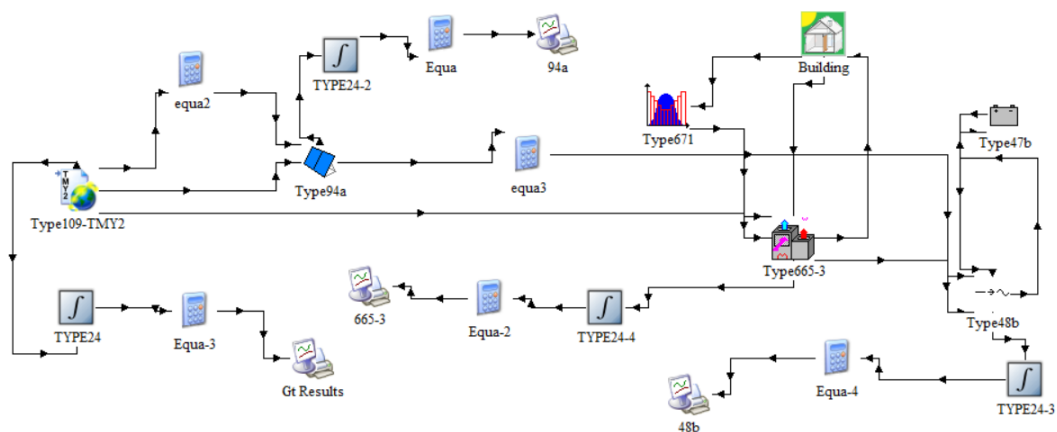 Equa
94a
Building
TYPE24-2
equa2
Type671
Type47b
Type94a
equa3
TMY2
Type109-TMY2
Type665-3
665-3
Equa-2
TYPE24-4
Type48b
TYPE24
Equa-3
Gt Results
Equa-4
TYPE24-3
48b